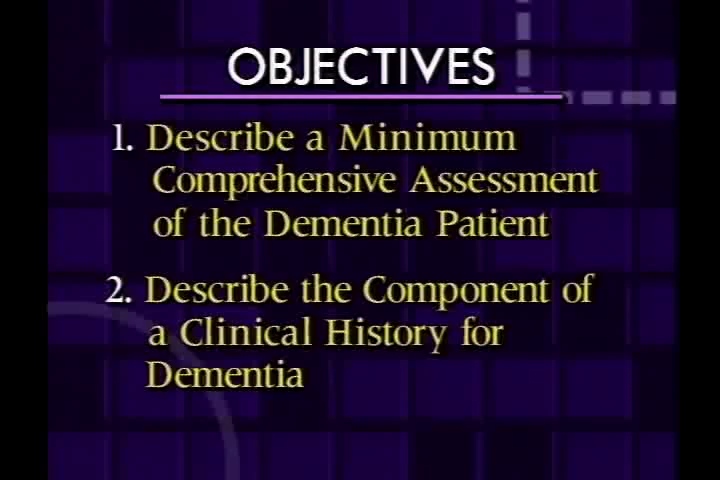 OBJECTIVES
1. Describe a Minimum
Comprehensive Assessment
of the Dementia Patient
2. Describe the Component of
a Clinical History for
Dementia